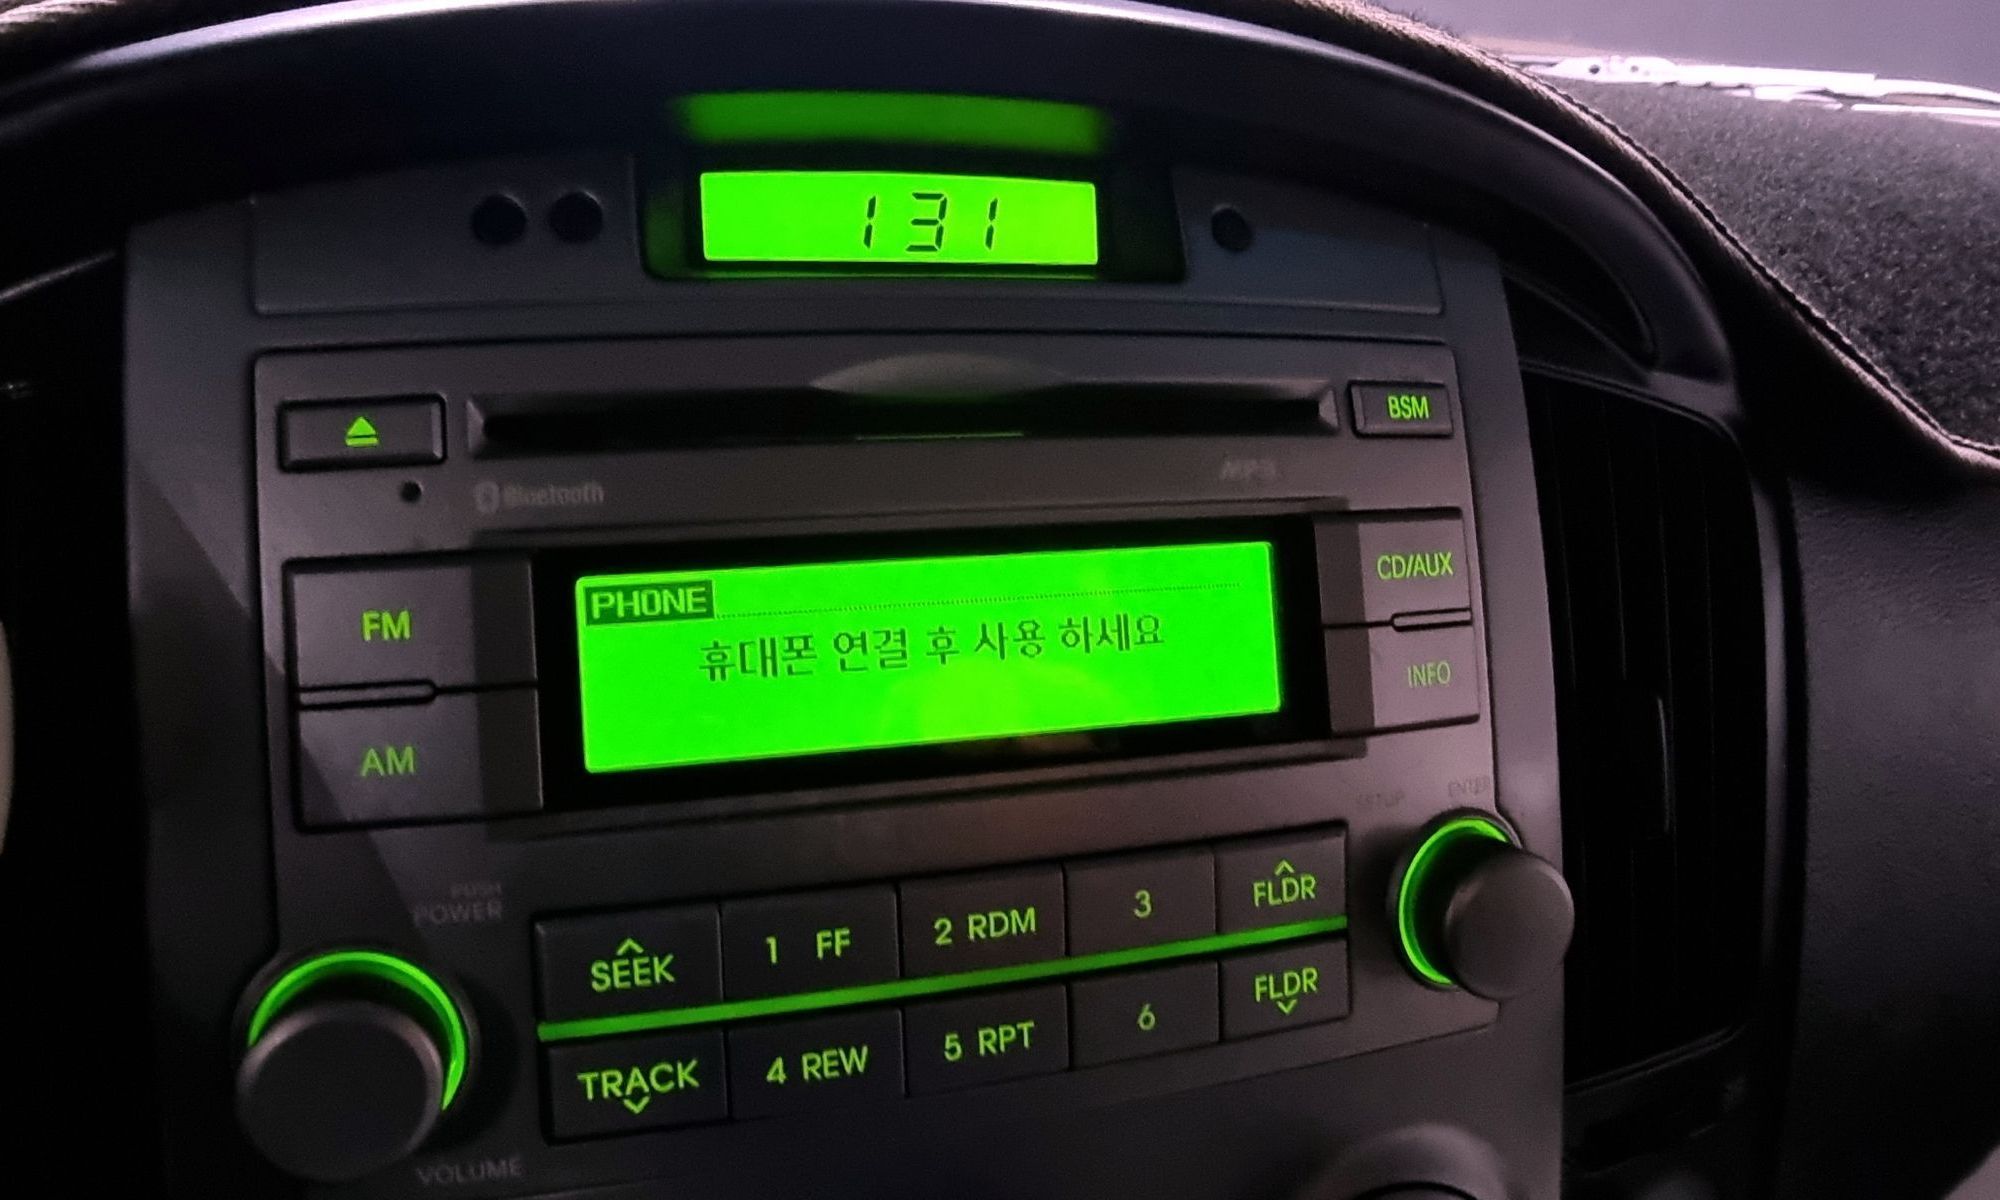 131
BSM
Bluetooth
MP3
PHONE
휴대폰 연결 후 사용 하세요
FM
AM
CD/AUX
INFO
SETUP
ENTER
PUSH
POWER
VOLUME
SEEK
1 FF
2 RDM
3
FLDR
TRACK
4 REW
5 RPT
6
FLDR